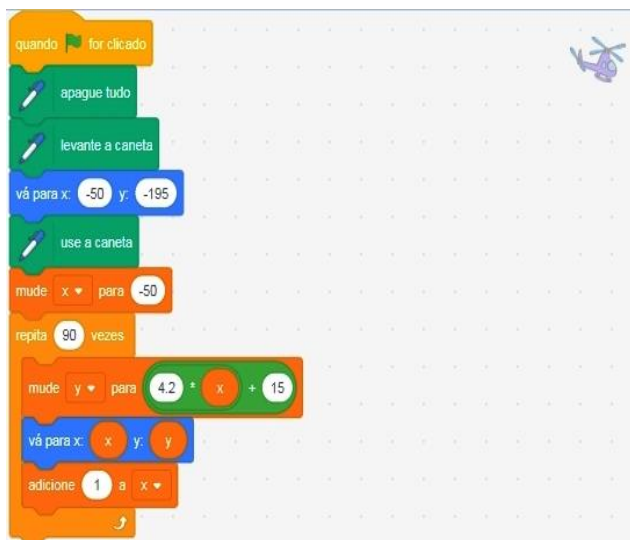 quando for clicado
apague tudo
levante a caneta
vá para x: -50 y: -195
use a caneta
mude x para -50
repita 90 vezes
mude y para 4.2 * x + 15
vá para x: x y: y
adicione 1 a x